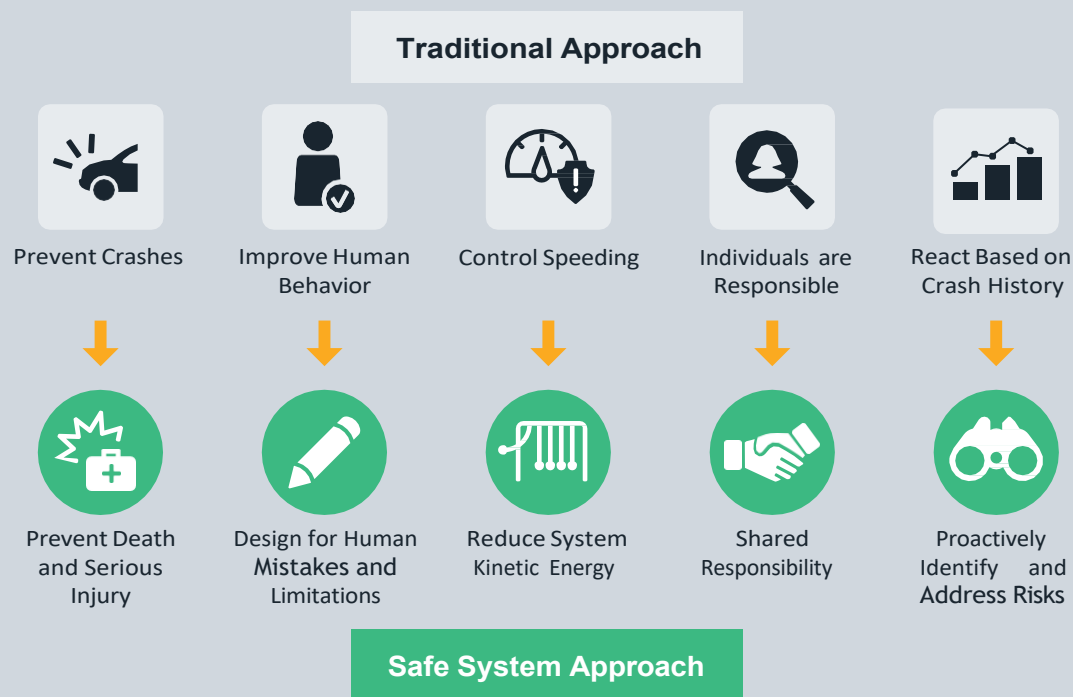 Traditional Approach
Prevent Crashes
Improve Human
Behavior
Control Speeding
Individuals are
Responsible
React Based on
Crash History
Prevent Death
and Serious
Injury
Design for Human
Mistakes and
Limitations
Reduce System
Kinetic Energy
Shared
Responsibility
Proactively
Identify and
Address Risks
Safe System Approach